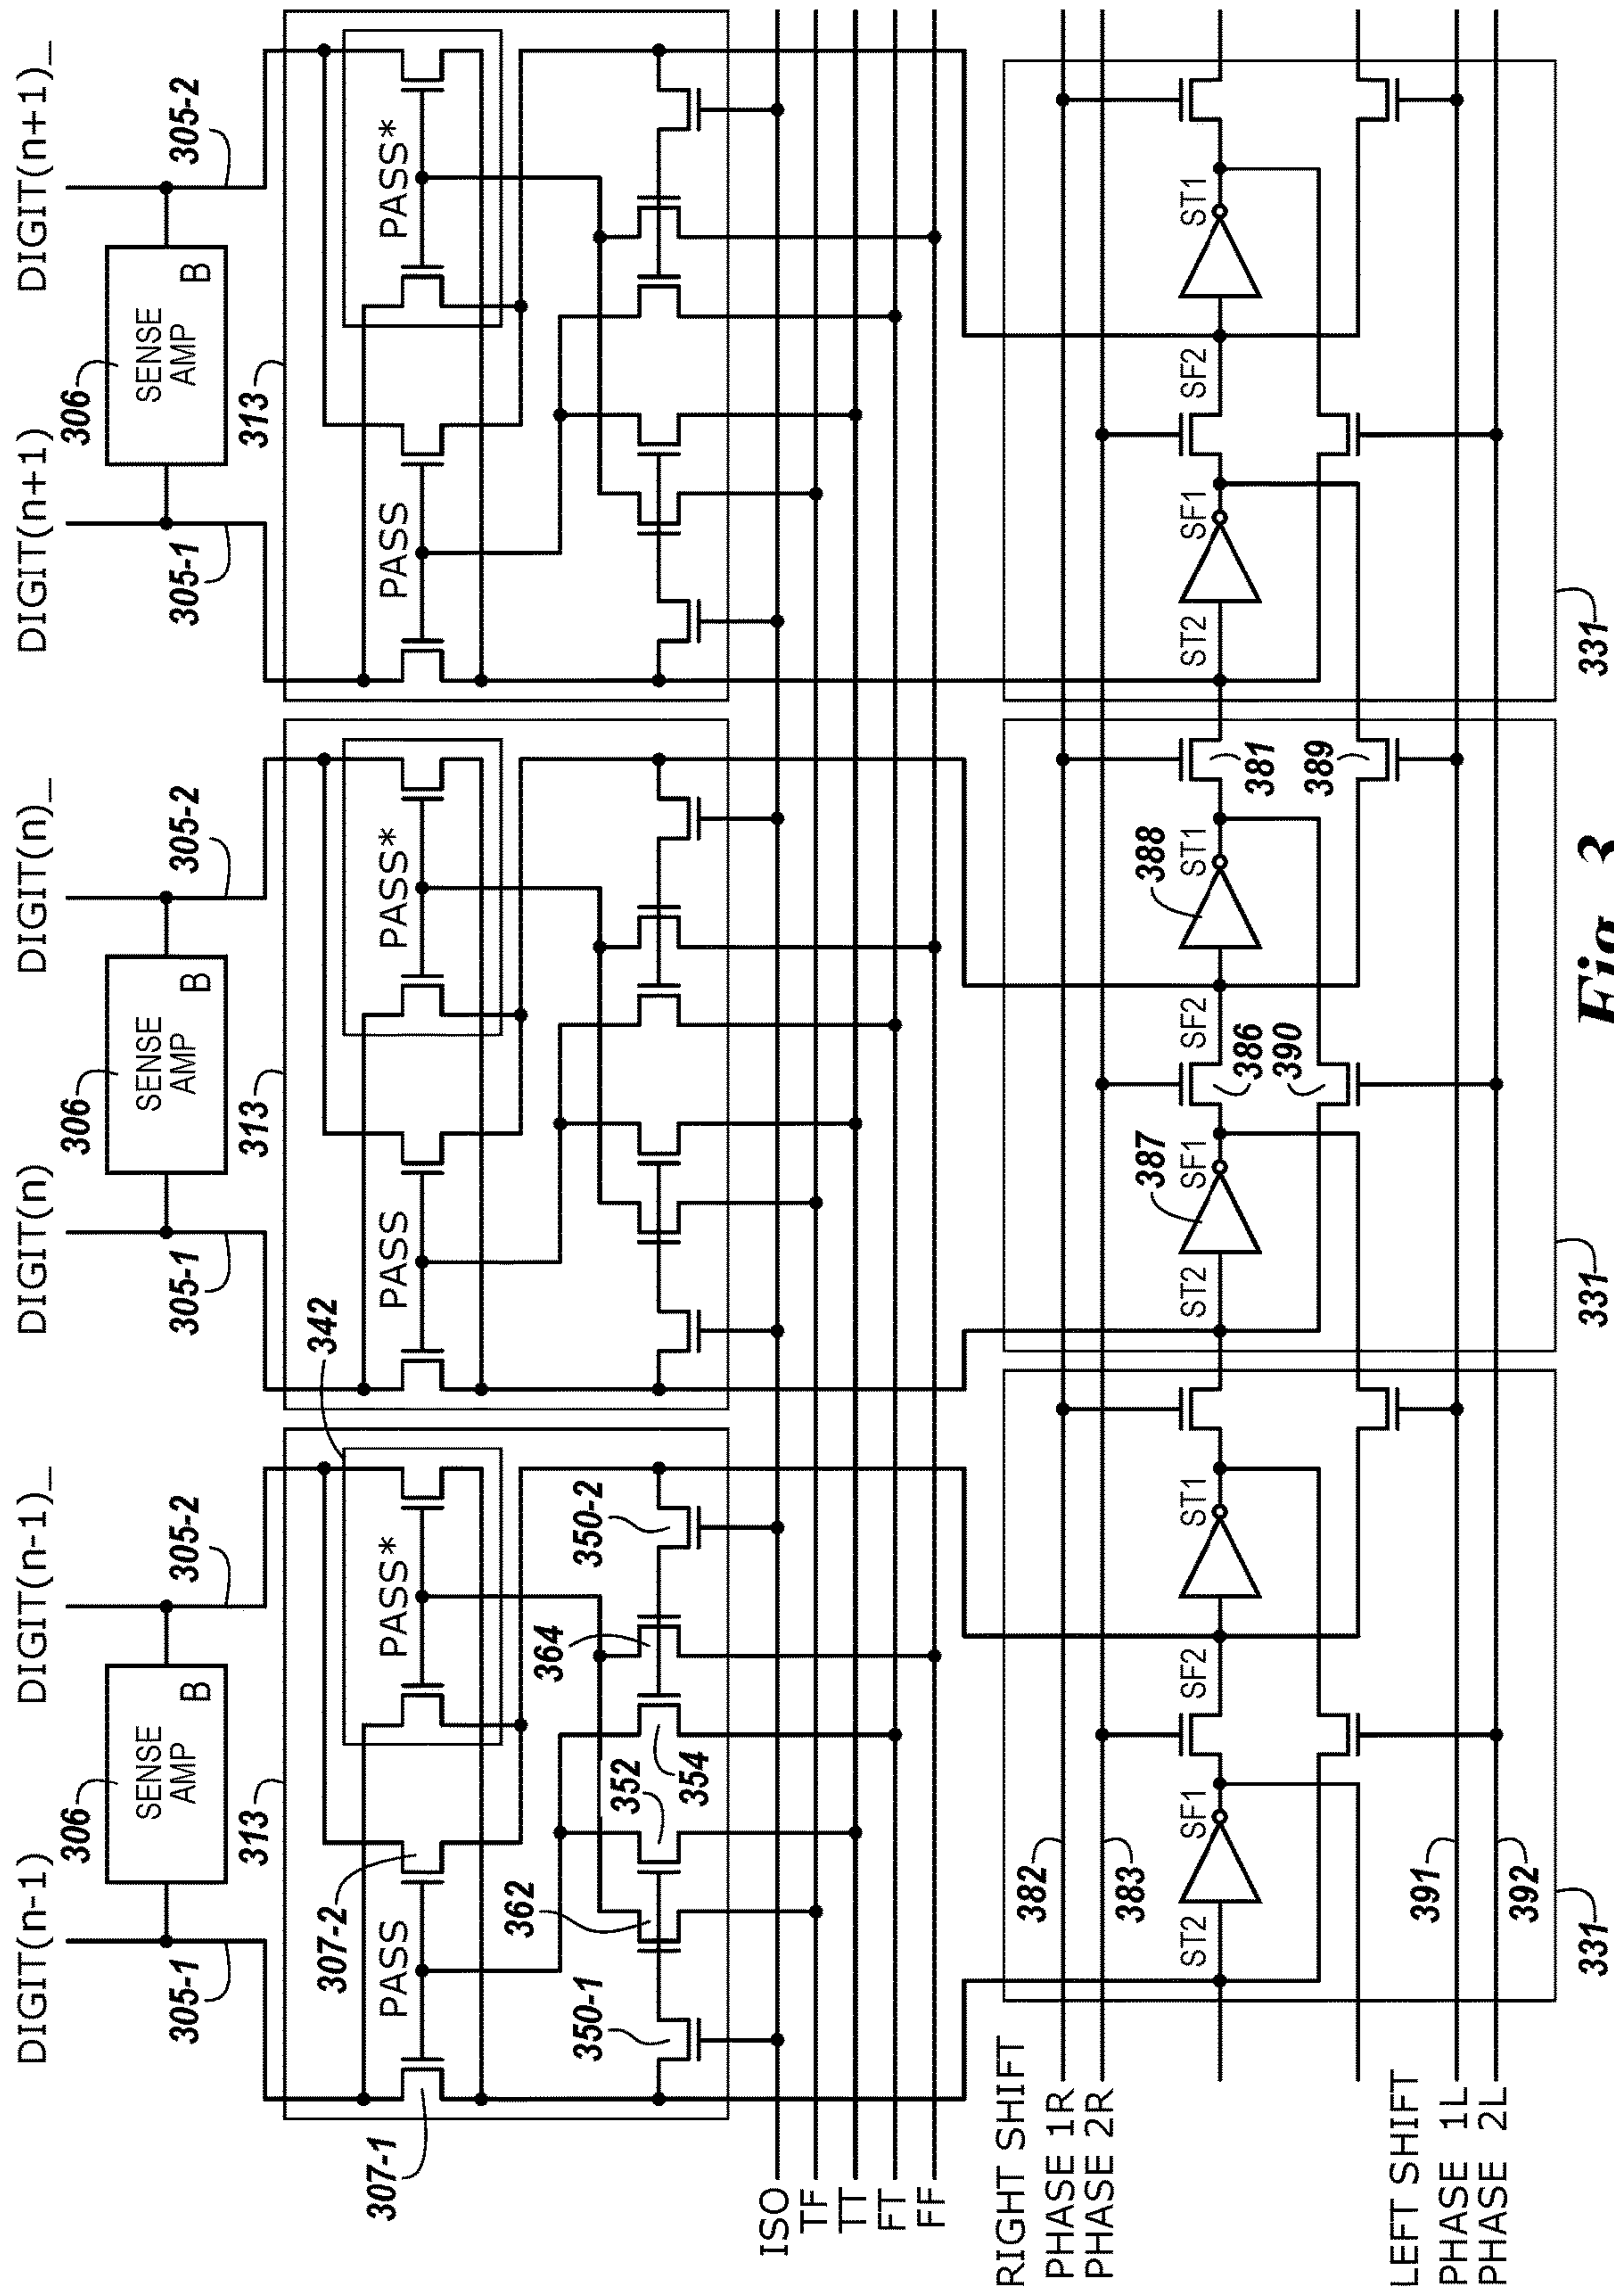 DIGIT(n-1)
DIGIT(n-1)_
DIGIT(n)
DIGIT(n)_
DIGIT(n+1)
DIGIT(n+1)_
306
SENSE
AMP
B
306
SENSE
AMP
B
306
SENSE
AMP
B
305-1
305-2
305-1
305-2
305-1
305-2
313
342
313
313
PASS
PASS*
PASS
PASS*
PASS
PASS*
307-1
307-2
350-1
362
352
354
364
350-2
ISO
TF
TT
FT
FF
RIGHT SHIFT
PHASE 1R
PHASE 2R
382
383
ST2
SF1
SF2
ST1
ST2
387
SF1
386
390
SF2
388
ST1
381
389
ST2
SF1
SF2
ST1
LEFT SHIFT
PHASE 1L
PHASE 2L
391
392
331
331
331
Fig. 3